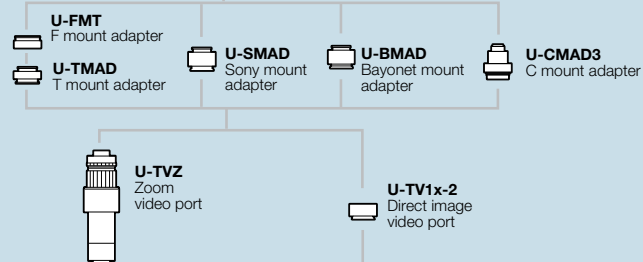 U-FMT
F mount adapter
U-TMAD
T mount adapter
U-SMAD
Sony mount
adapter
U-BMAD
Bayonet mount
adapter
U-CMAD3
C mount adapter
U-TVZ
Zoom
video port
U-TV1x-2
Direct image
video port